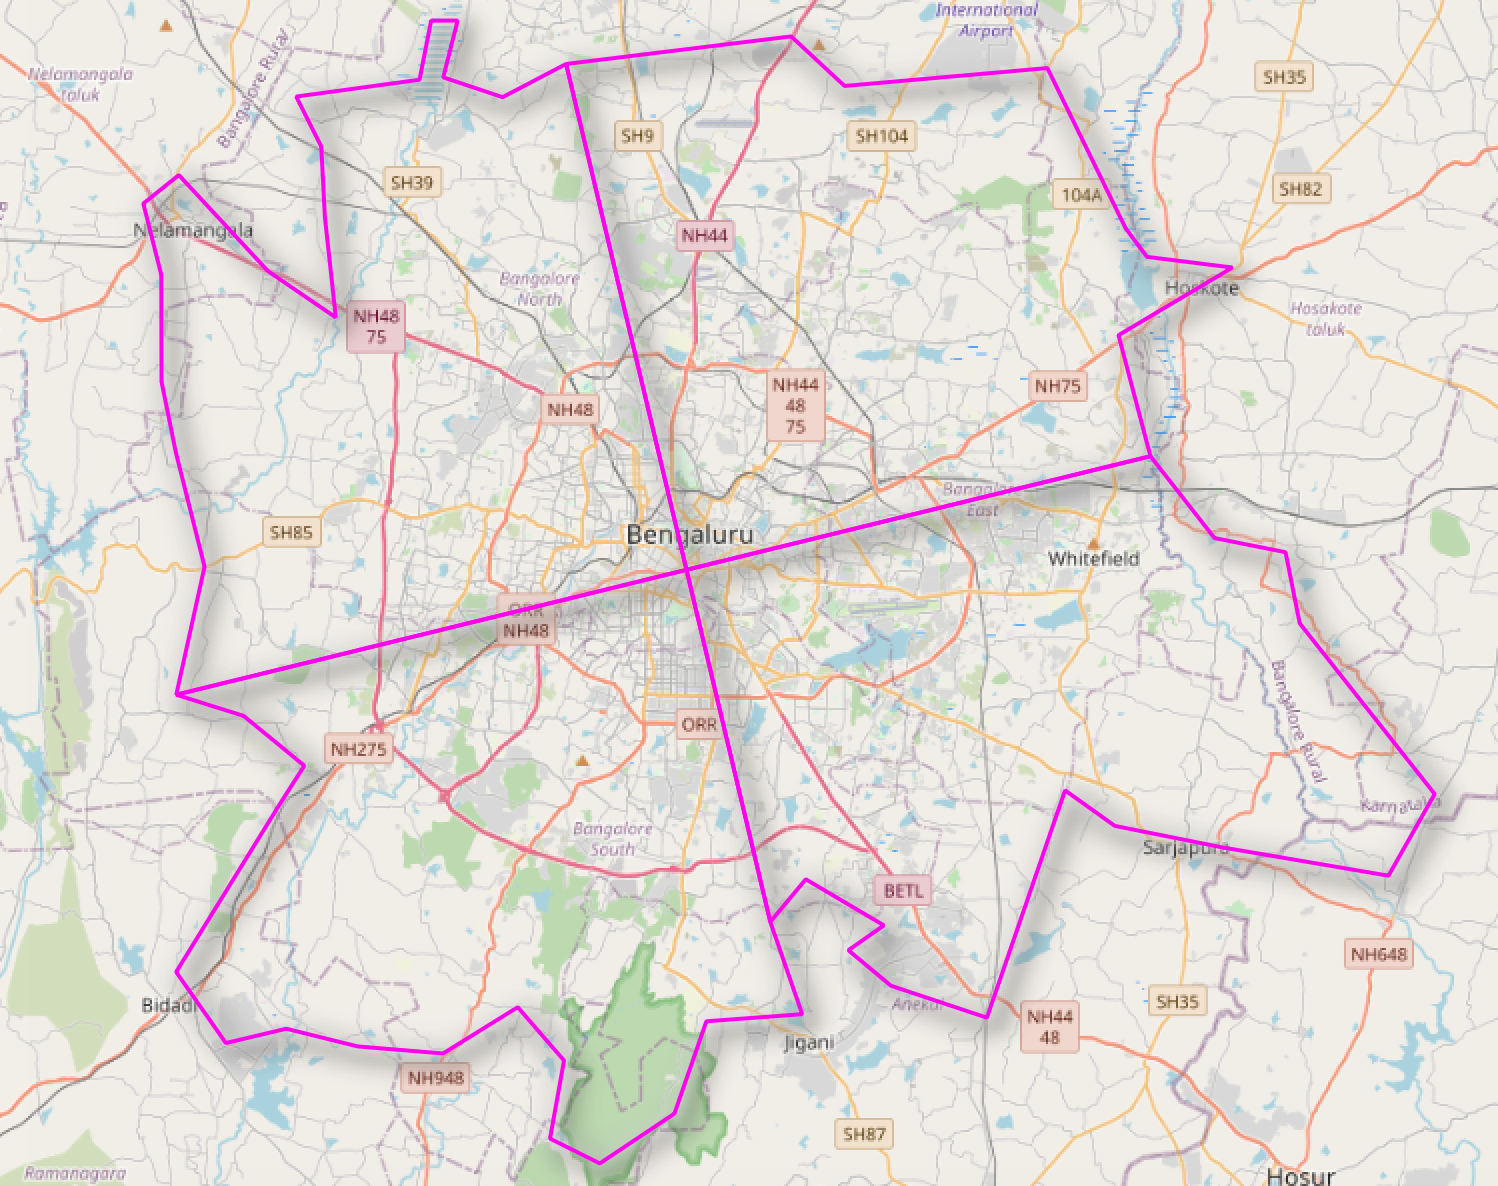 International
Airport
Nelamangala
taluk
Bangalore Rural
SH35
SH9
SH104
SH39
104A
SH82
Nelamangala
NH44
Bangalore
North
Hoskote
Hosakote
taluk
NH48
75
NH44
48
75
NH75
NH48
Bangalore
East
SH85
Bengaluru
Whitefield
ORR
NH48
Bangalore Rural
ORR
NH275
Karnataka
Bangalore
South
Sarjapura
BETL
NH648
Bidadi
Anekal
SH35
NH44
48
Jigani
NH948
SH87
Ramanagara
Hosur